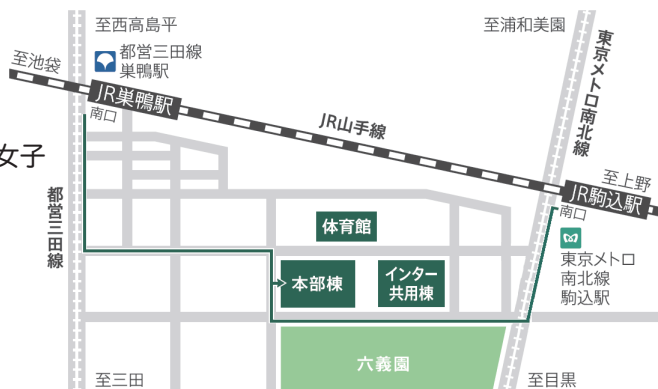 至西高島平
至浦和美園
都営三田線
巣鴨駅
至池袋
JR巣鴨駅
南口
東京メトロ南北線
JR山手線
女子
至上野
JR駒込駅
南口
都営三田線
体育館
東京メトロ
南北線
駒込駅
本部棟
インター
共用棟
六義園
至三田
至目黒